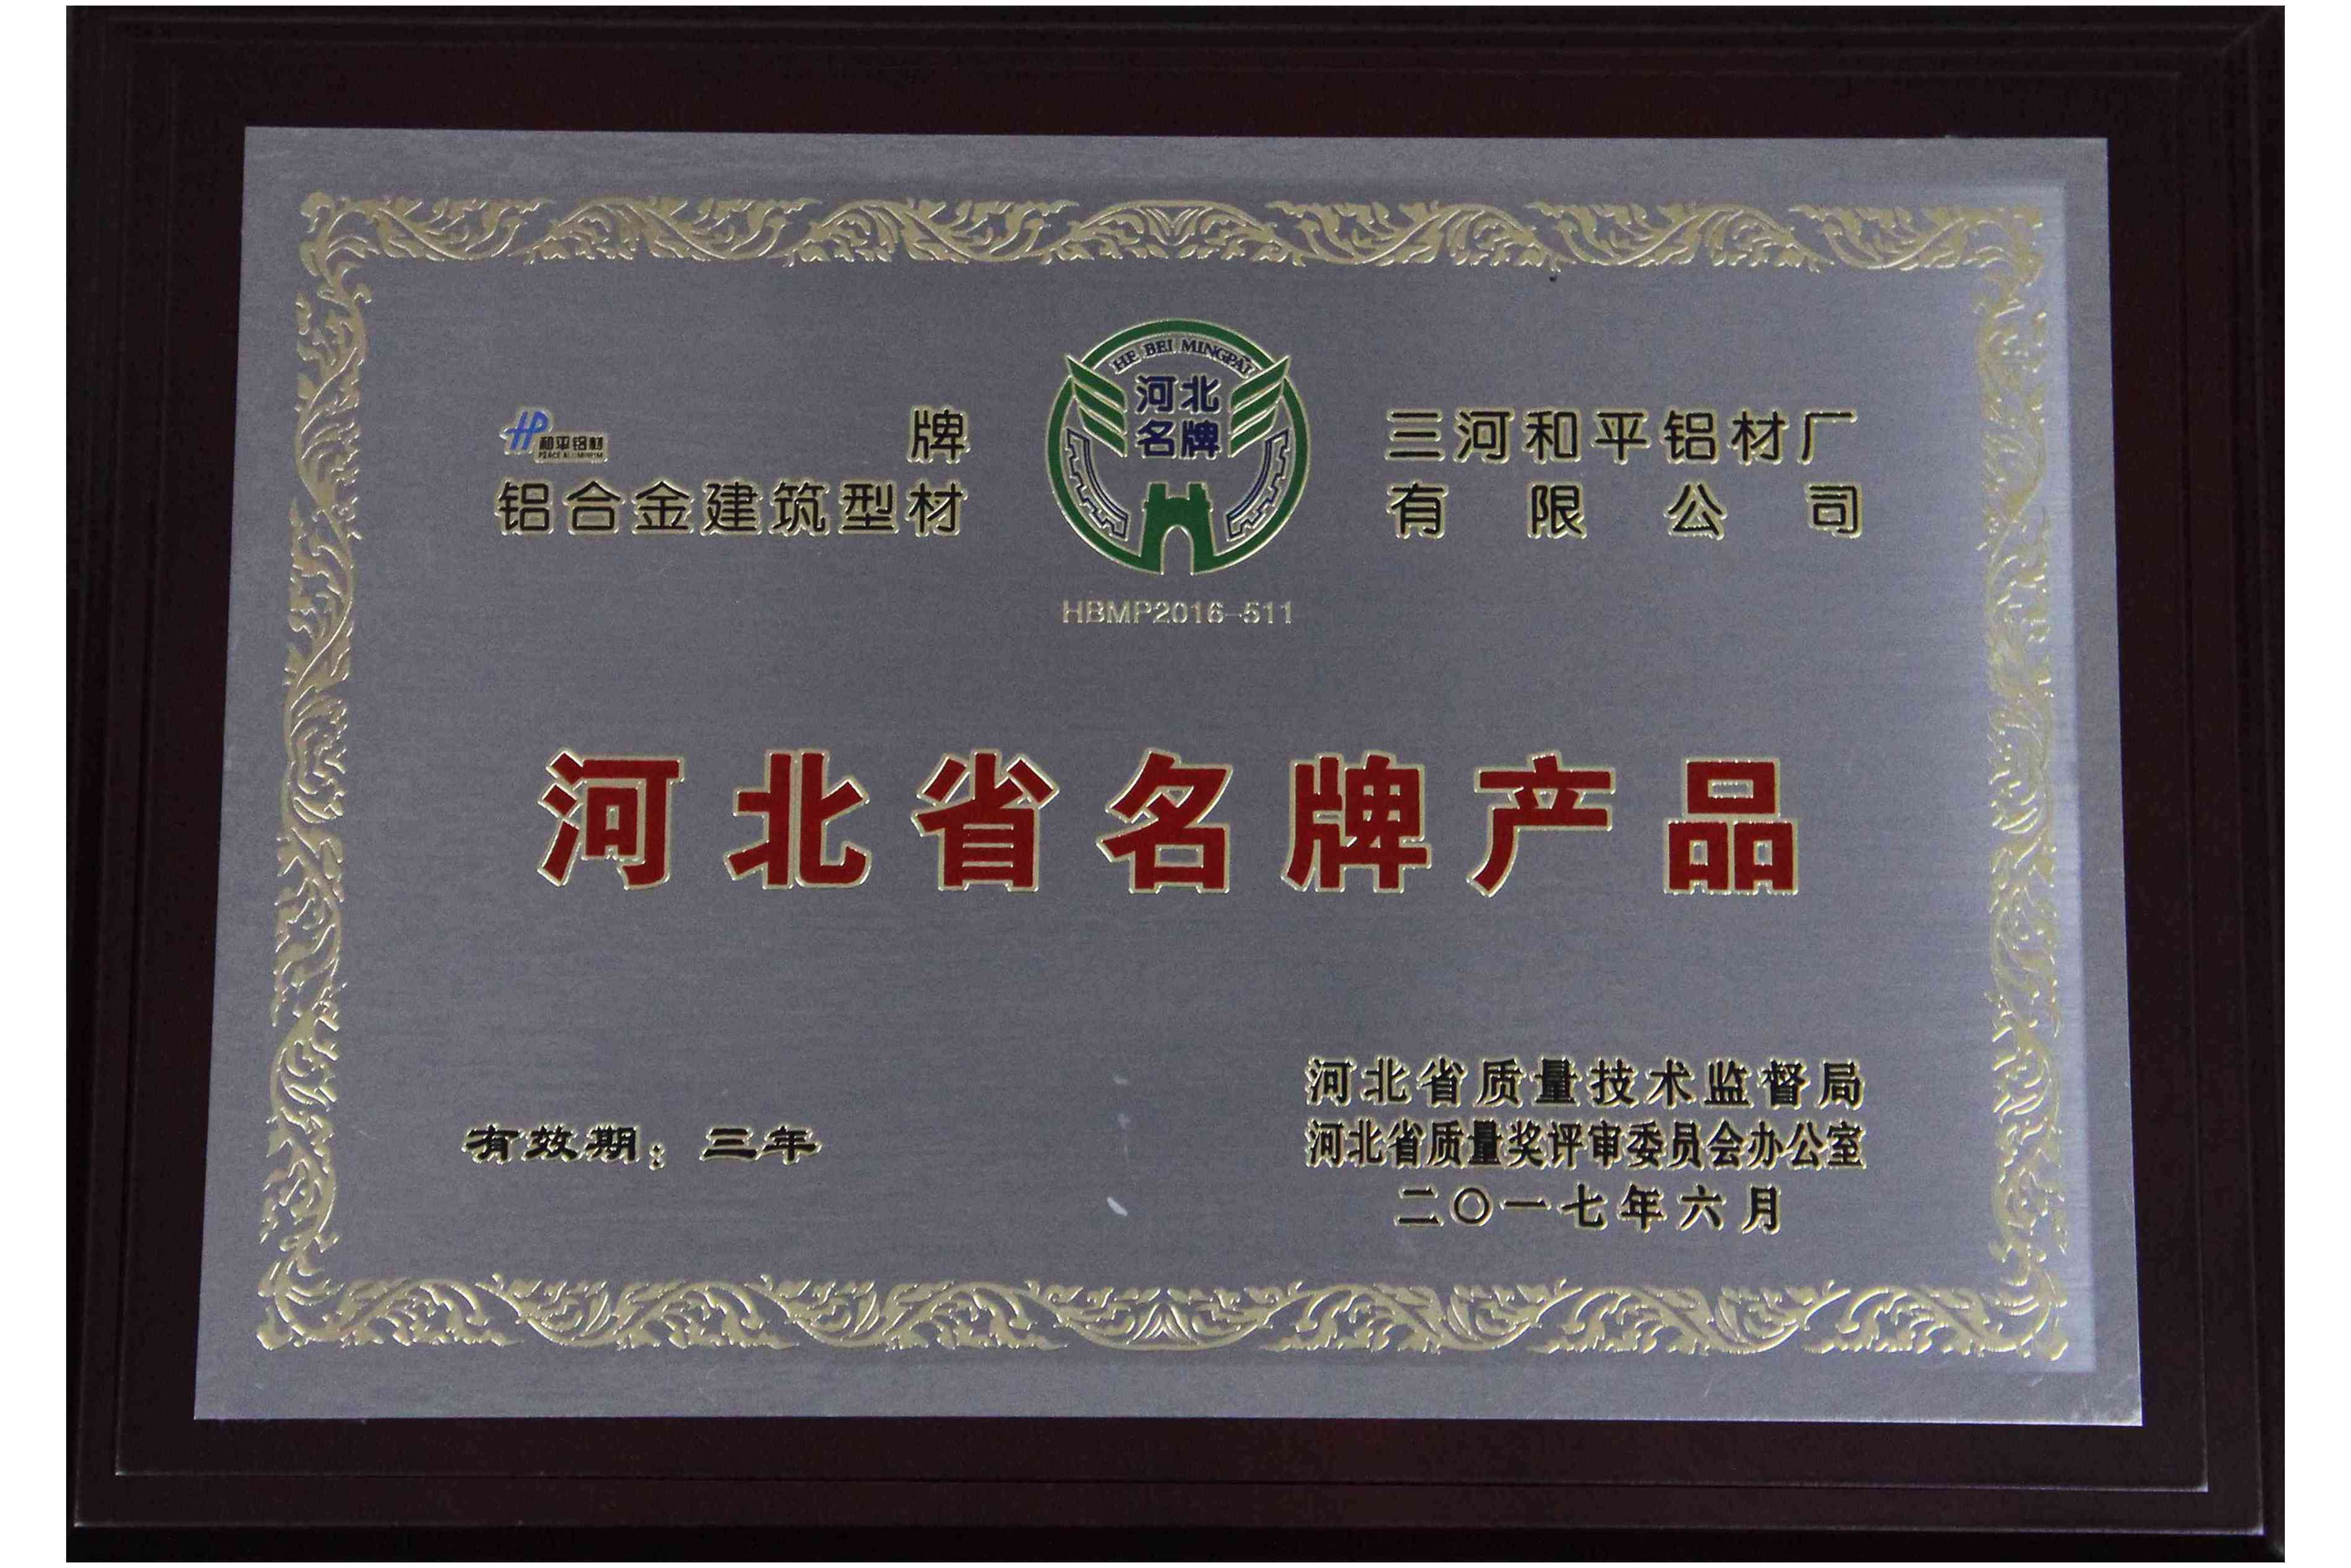 HP 和平铝材 牌
PEACE ALUMINIUM
铝合金建筑型材
HE BEI MINGPAI
河北
名牌
HBMP2016-511
三河和平铝材厂
有限公司
河北省名牌产品
有效期：三年
河北省质量技术监督局
河北省质量奖评审委员会办公室
二〇一七年六月